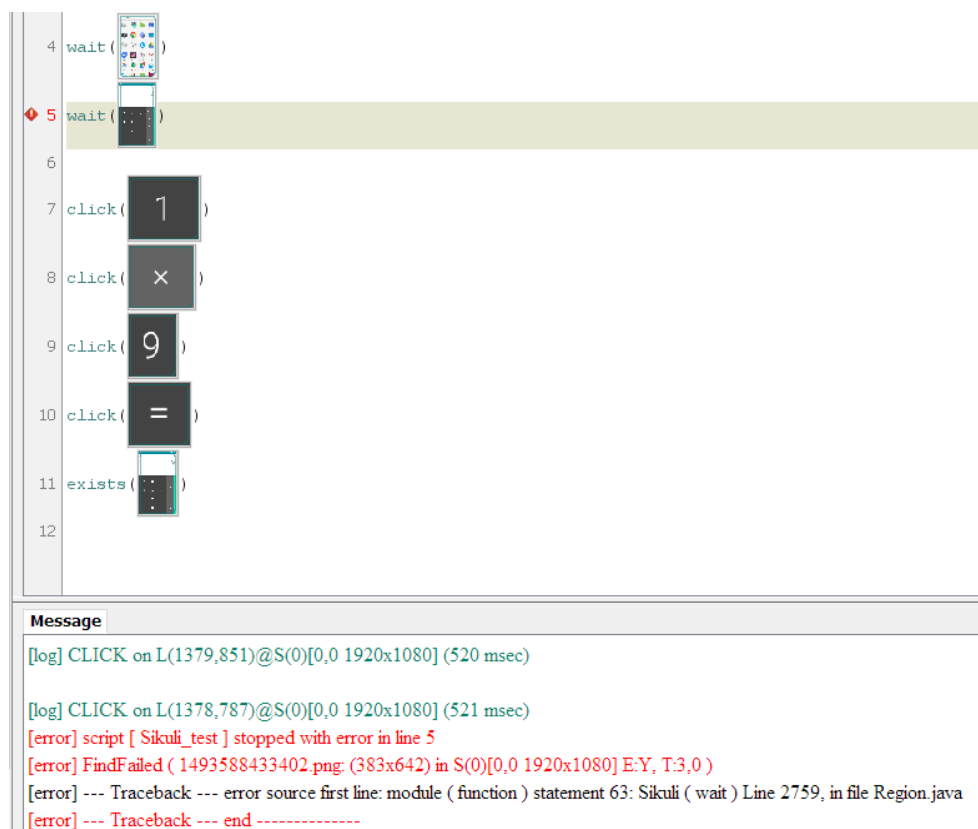 4 wait( )
5 wait( )
6
7 click( 1 )
8 click( × )
9 click( 9 )
10 click( = )
11 exists( )
12
Message
[log] CLICK on L(1379,851)@S(0)[0,0 1920x1080] (520 msec)
[log] CLICK on L(1378,787)@S(0)[0,0 1920x1080] (521 msec)
[error] script [ Sikuli_test ] stopped with error in line 5
[error] FindFailed ( 1493588433402.png: (383x642) in S(0)[0,0 1920x1080] E:Y, T:3,0 )
[error] --- Traceback --- error source first line: module ( function ) statement 63: Sikuli ( wait ) Line 2759, in file Region.java
[error] --- Traceback --- end --------------